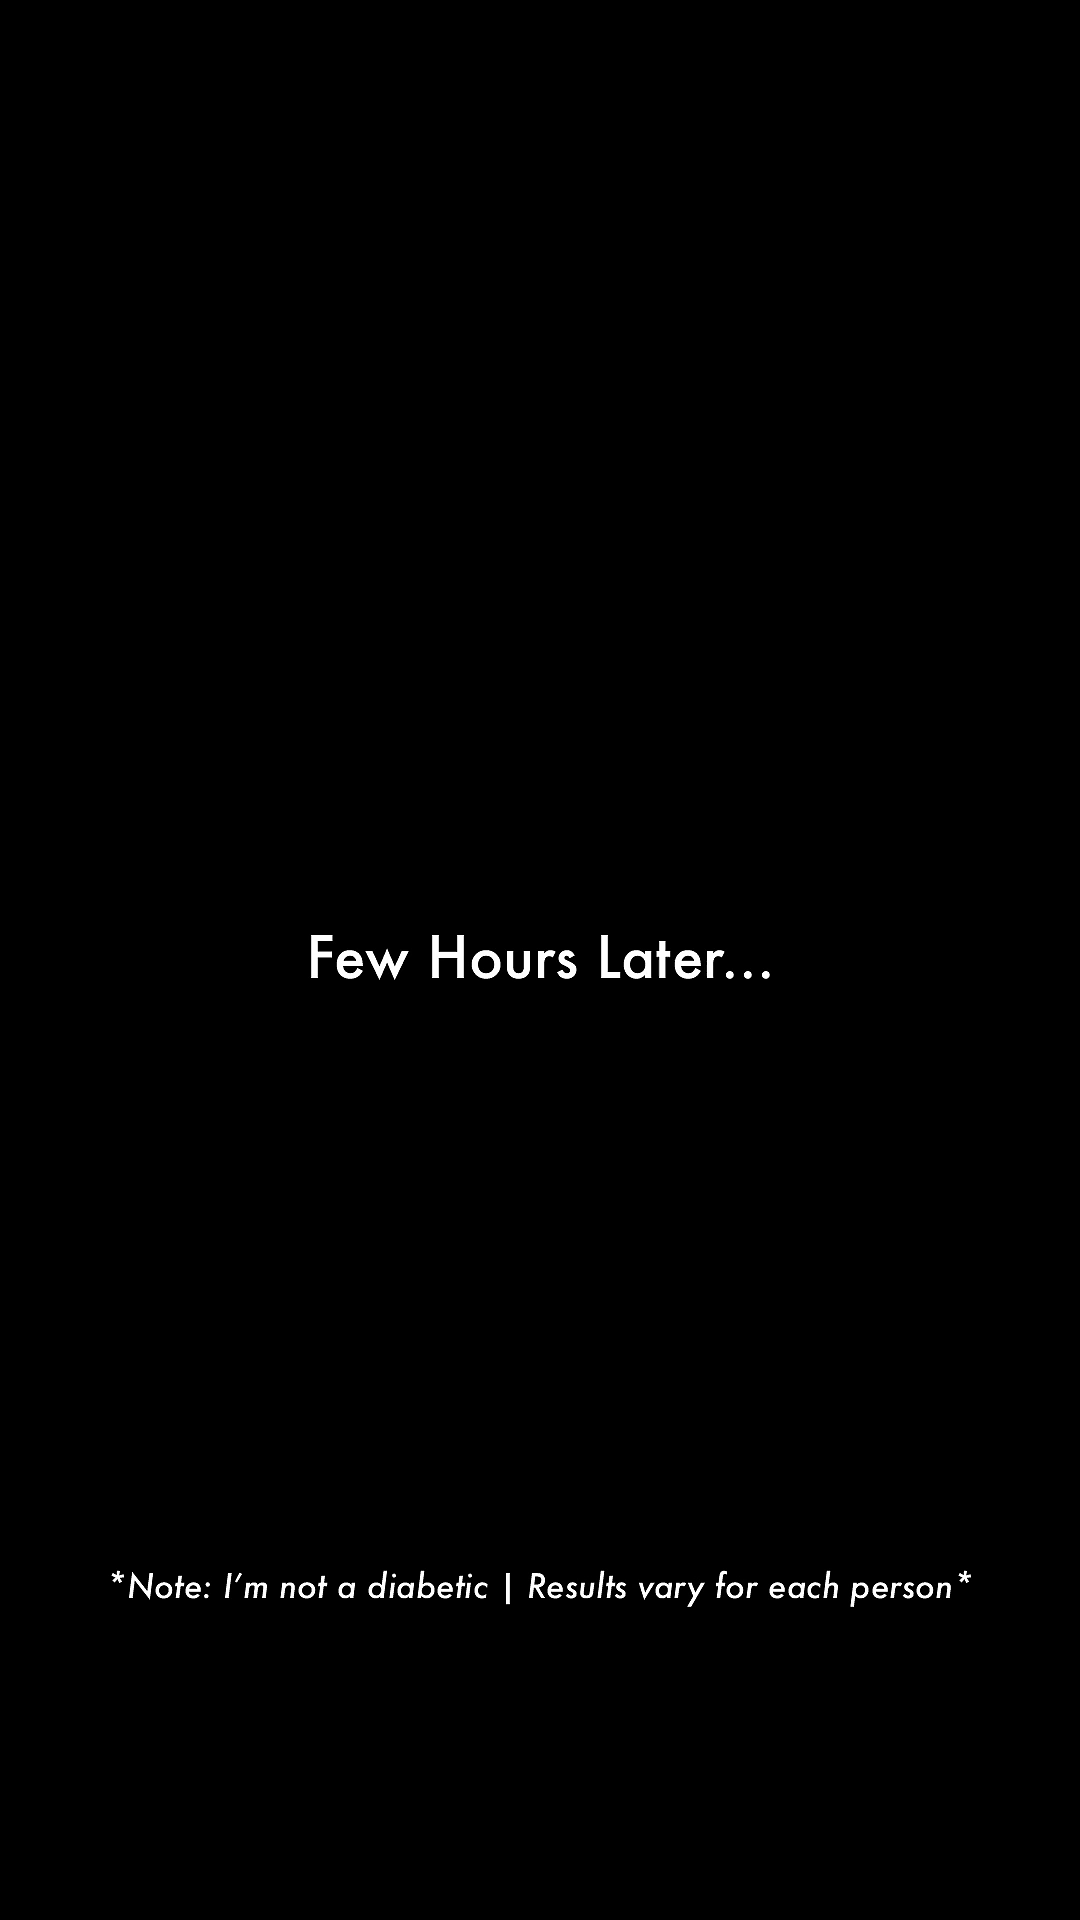 Few Hours Later...
*Note: I’m not a diabetic | Results vary for each person*